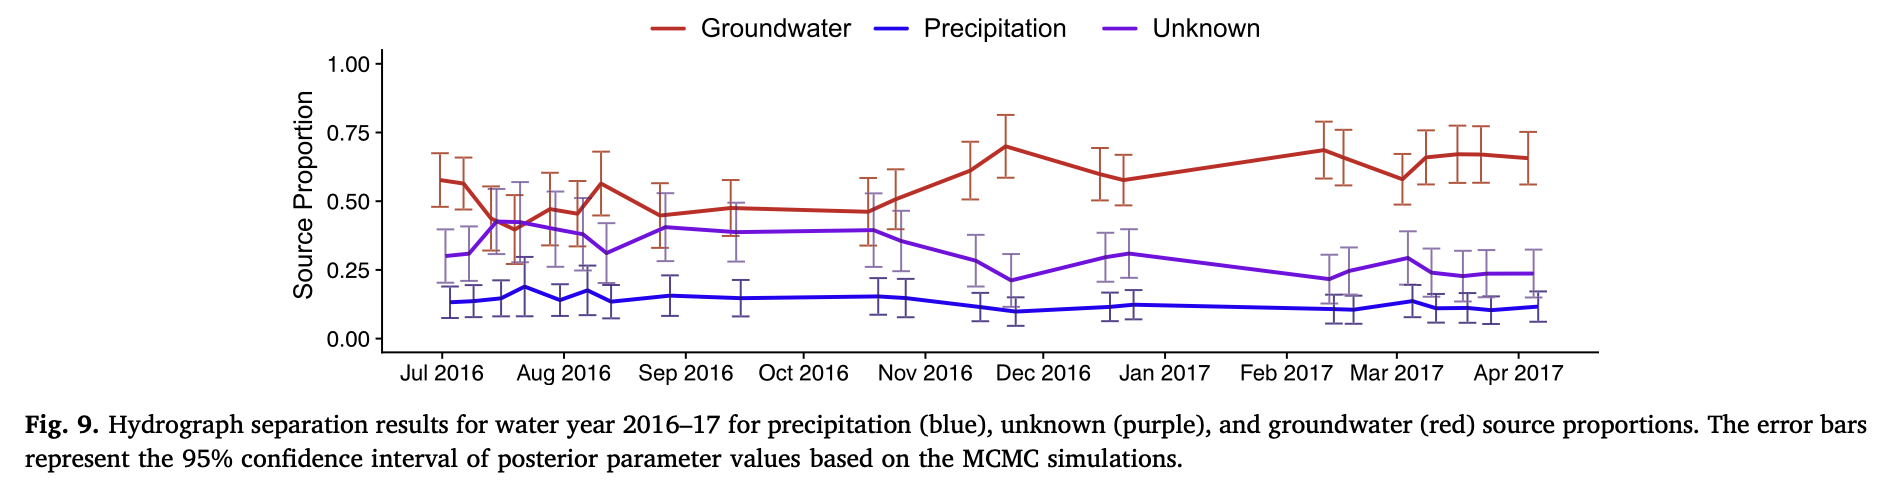 Groundwater Precipitation Unknown
1.00
0.75
0.50
0.25
0.00
Source Proportion
Jul 2016 Aug 2016 Sep 2016 Oct 2016 Nov 2016 Dec 2016 Jan 2017 Feb 2017 Mar 2017 Apr 2017
Fig. 9. Hydrograph separation results for water year 2016–17 for precipitation (blue), unknown (purple), and groundwater (red) source proportions. The error bars
represent the 95% confidence interval of posterior parameter values based on the MCMC simulations.